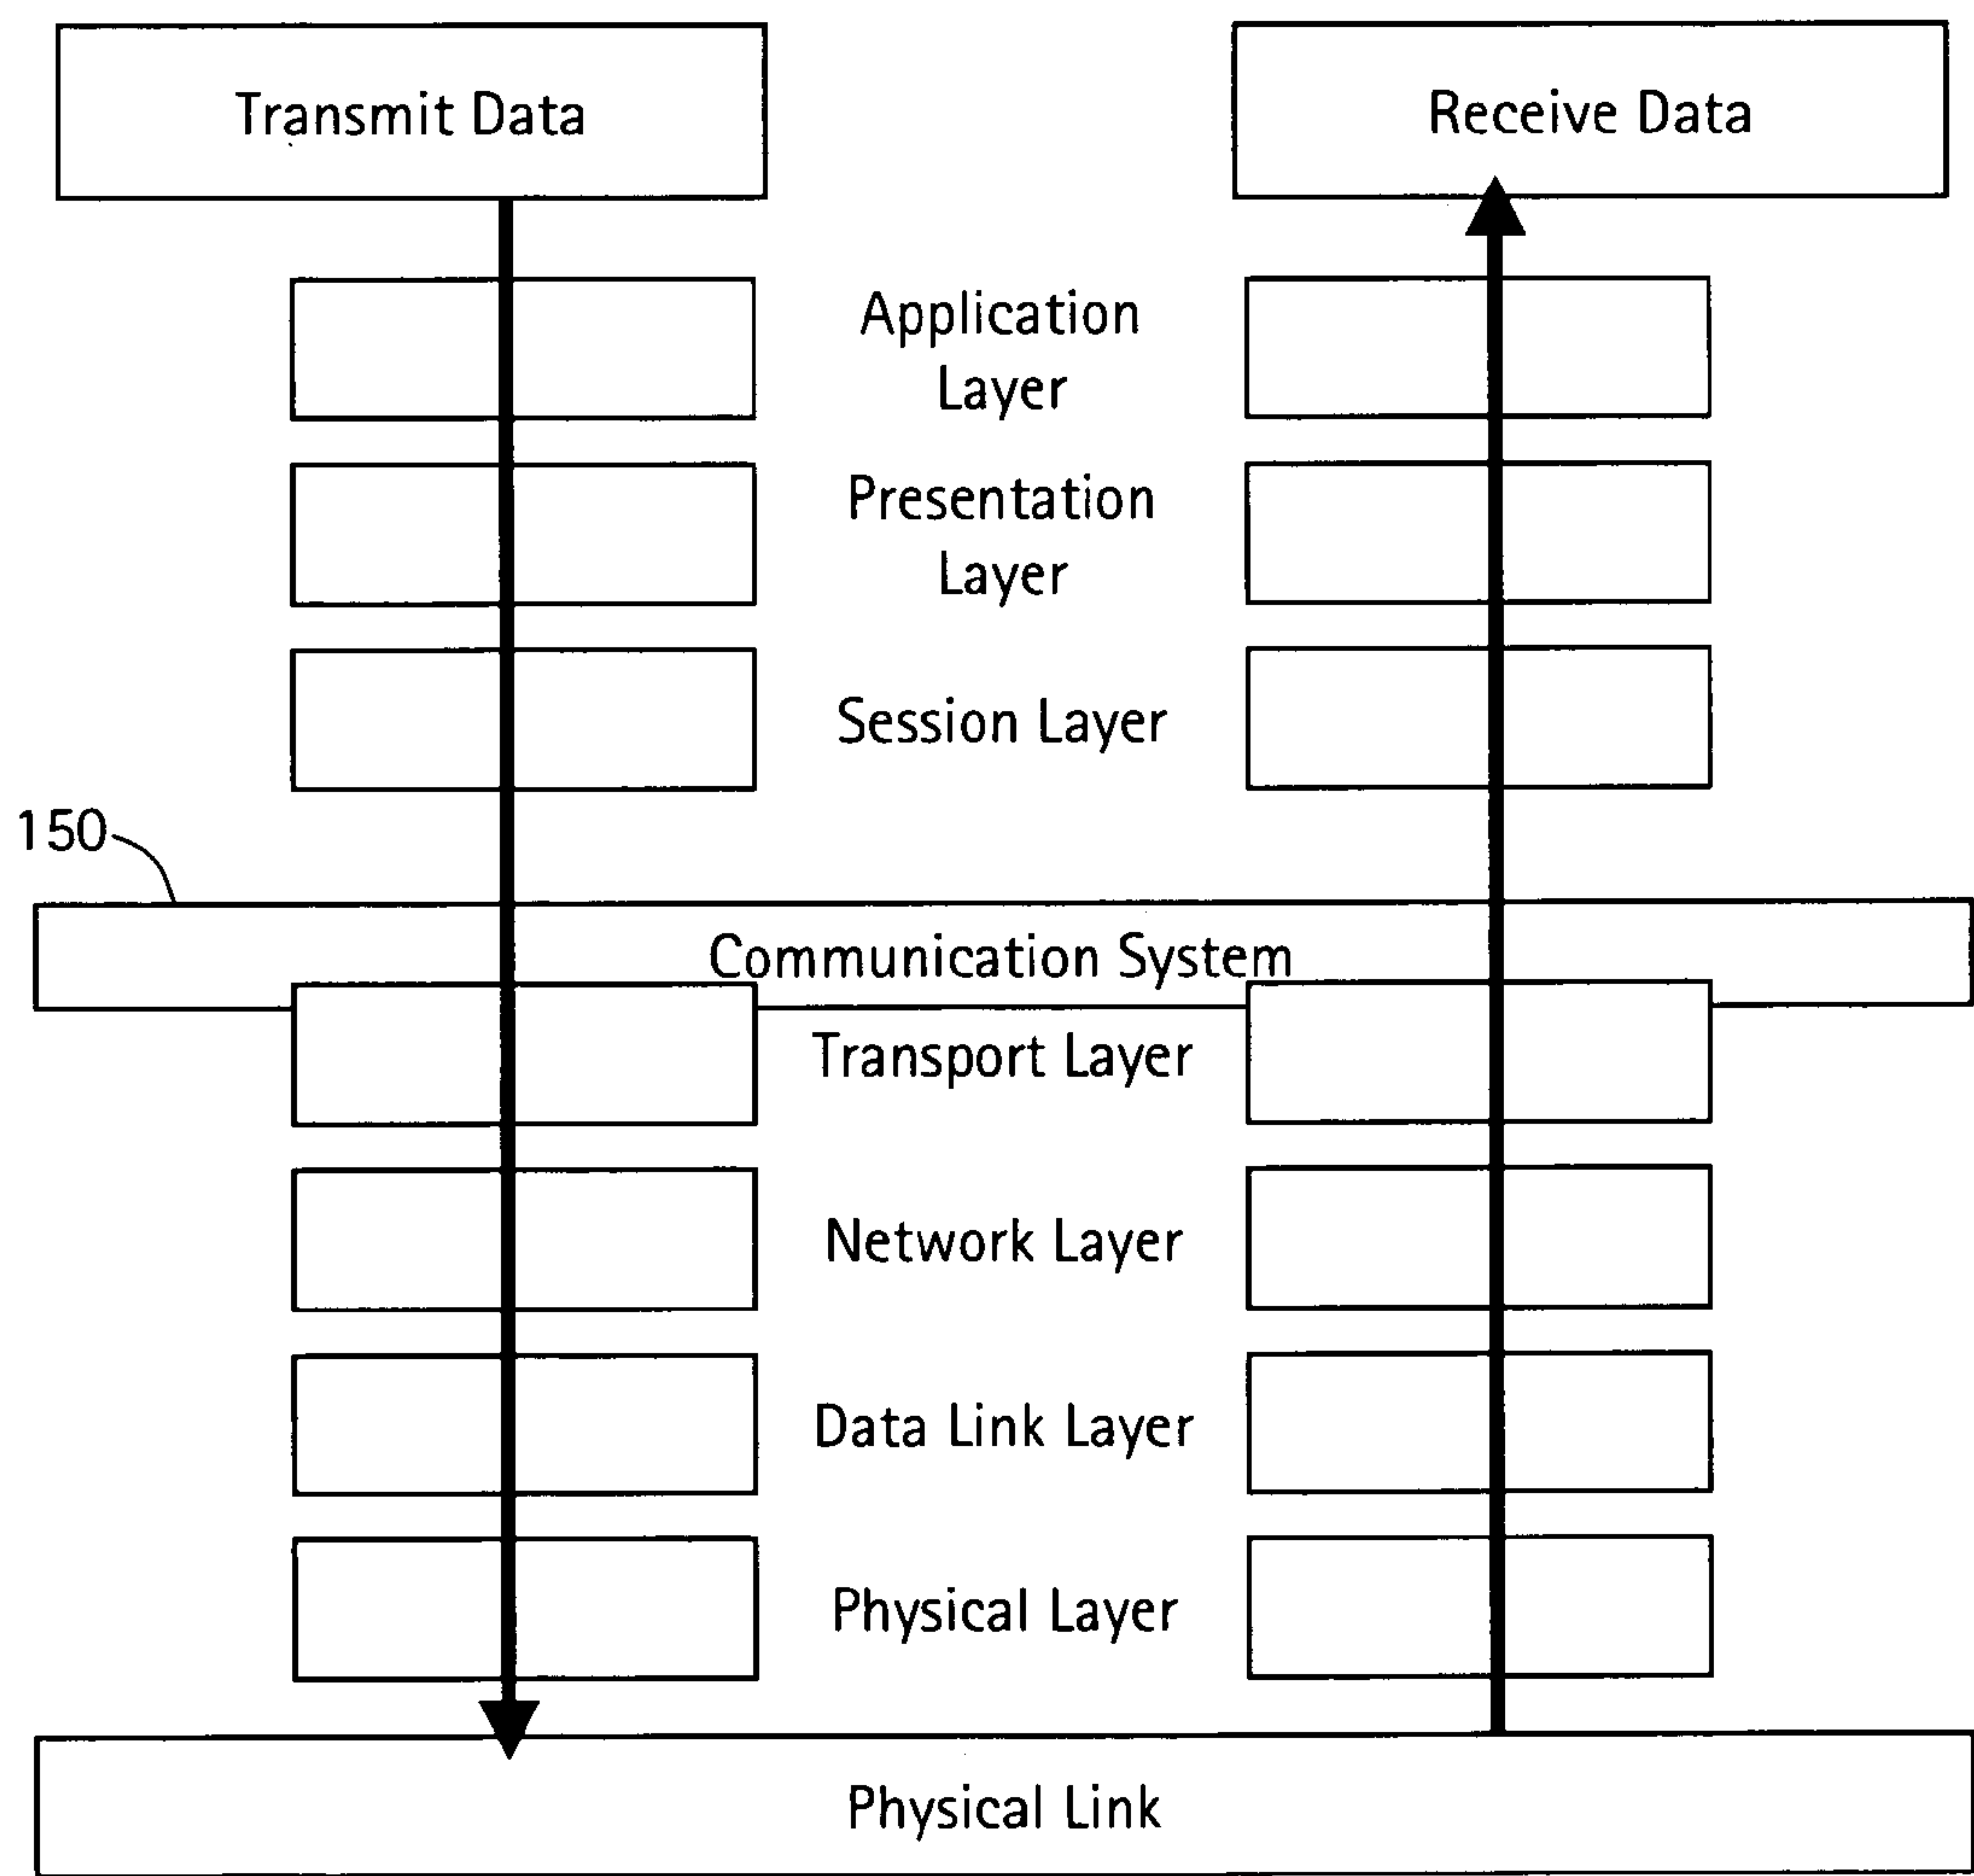 Transmit Data
Receive Data
Application
Layer
Presentation
Layer
Session Layer
150
Communication System
Transport Layer
Network Layer
Data Link Layer
Physical Layer
Physical Link